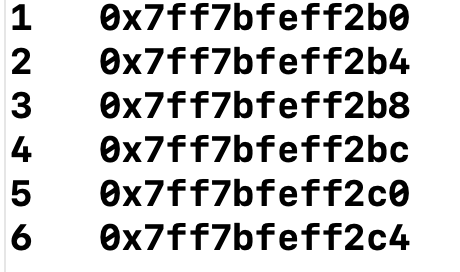 1 0x7ff7bfeff2b0
2 0x7ff7bfeff2b4
3 0x7ff7bfeff2b8
4 0x7ff7bfeff2bc
5 0x7ff7bfeff2c0
6 0x7ff7bfeff2c4